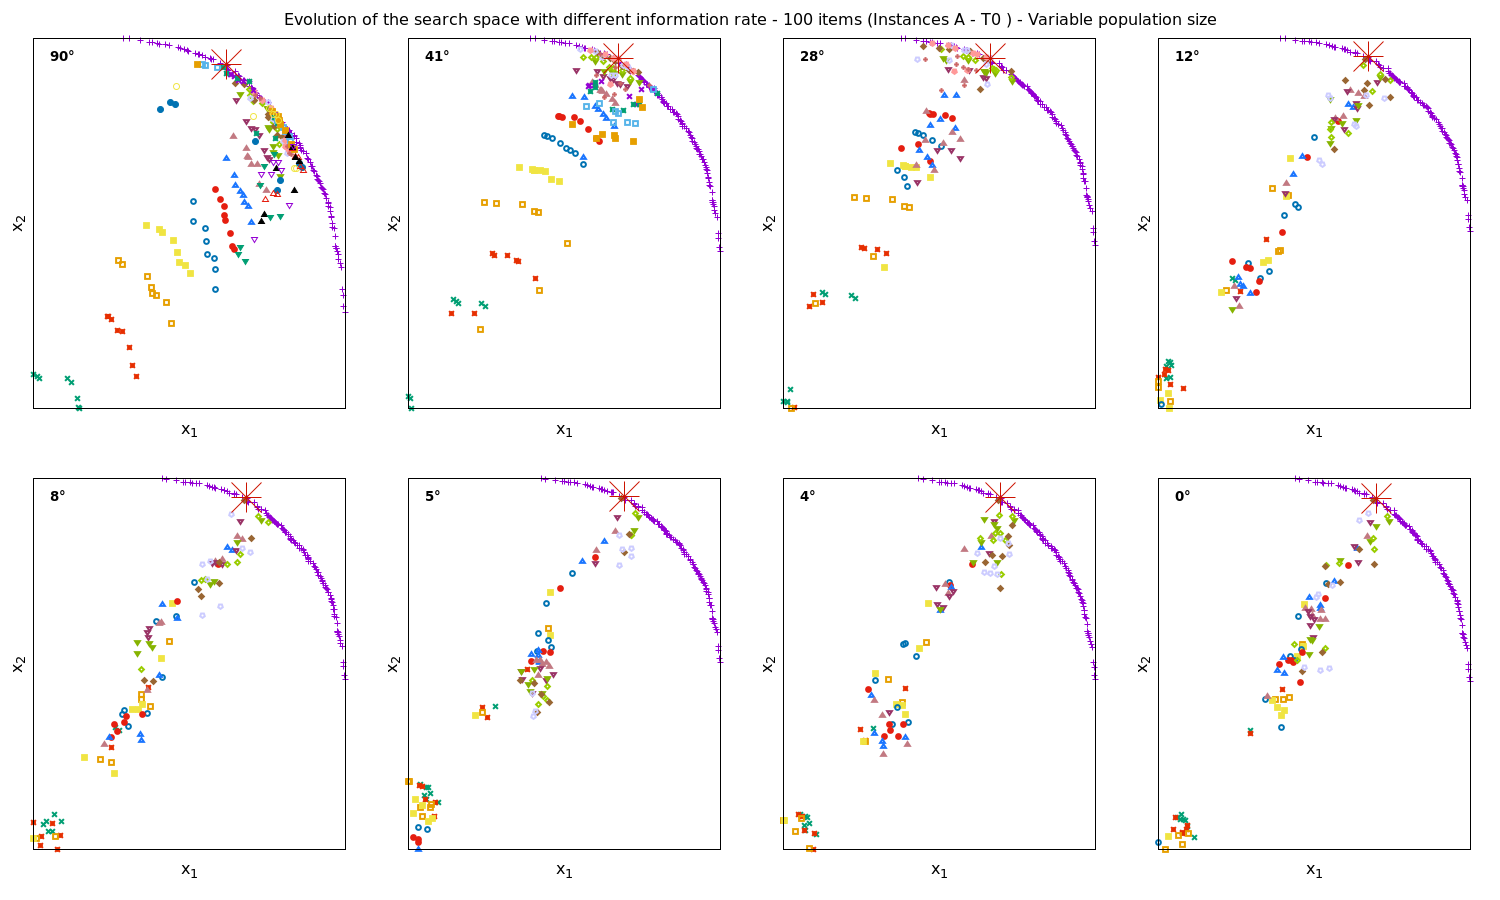 Evolution of the search space with different information rate - 100 items (Instances A - T0 ) - Variable population size
90°
41°
28°
12°
x2
x2
x2
x2
x1
x1
x1
x1
8°
5°
4°
0°
x2
x2
x2
x2
x1
x1
x1
x1